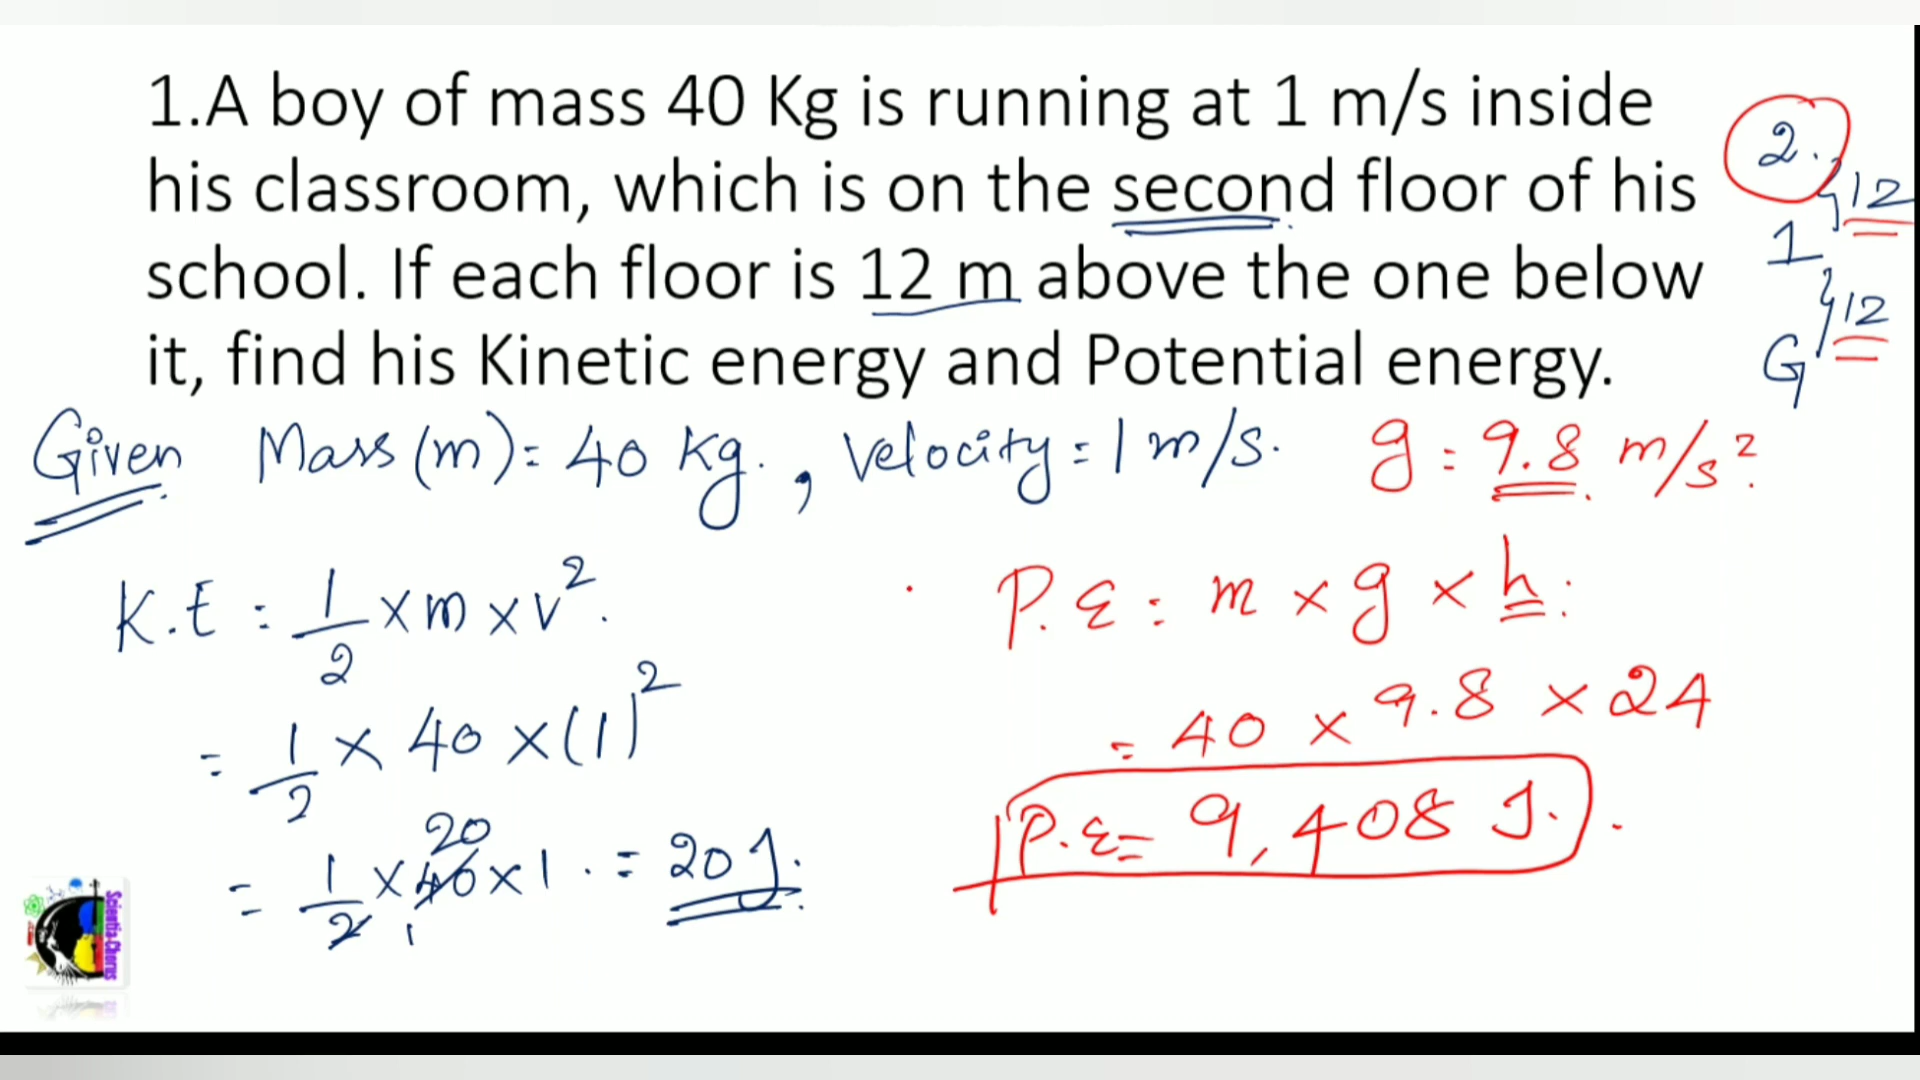 1.A boy of mass 40 Kg is running at 1 m/s inside
his classroom, which is on the second floor of his
school. If each floor is 12 m above the one below
it, find his Kinetic energy and Potential energy.
2.
12
1
12
G
Given Mass (m) = 40 kg. , Velocity = 1 m/s. g = 9.8 m/s².
K.E = 1/2 × m × v².
= 1/2 × 40 × (1)²
= 1/2 × 40 × 1 . = 20 J.
20
1
P.E = m × g × h.
= 40 × 9.8 × 24
P.E = 9,408 J.
Scientia Chorus